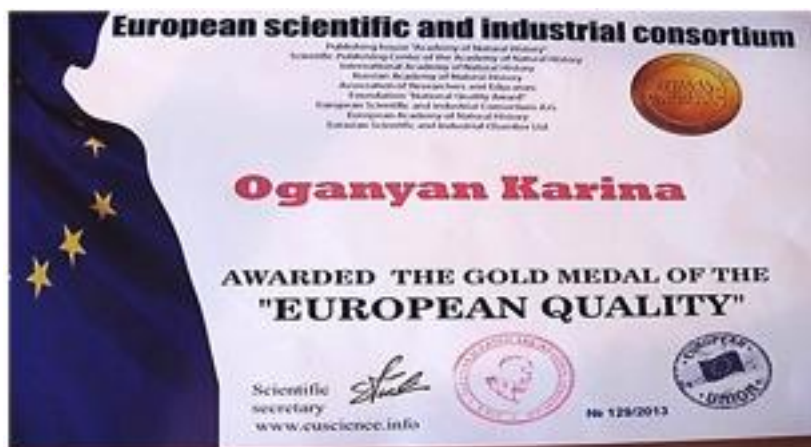 European scientific and industrial consortium
Publishing house "Academy of Natural History"
Scientific Publishing Center of the Academy of Natural History
International Academy of Natural History
Russian Academy of Natural History
Association of Researchers and Educators
Foundation "National Quality Award"
European Scientific and Industrial Consortium
European Academy of Natural History
Eurasian Scientific and Industrial Chamber Ltd
Oganyan Karina
AWARDED THE GOLD MEDAL OF THE
"EUROPEAN QUALITY"
Scientific
secretary
www.euscience.info
EUROPEAN
UNION
№ 129/2013